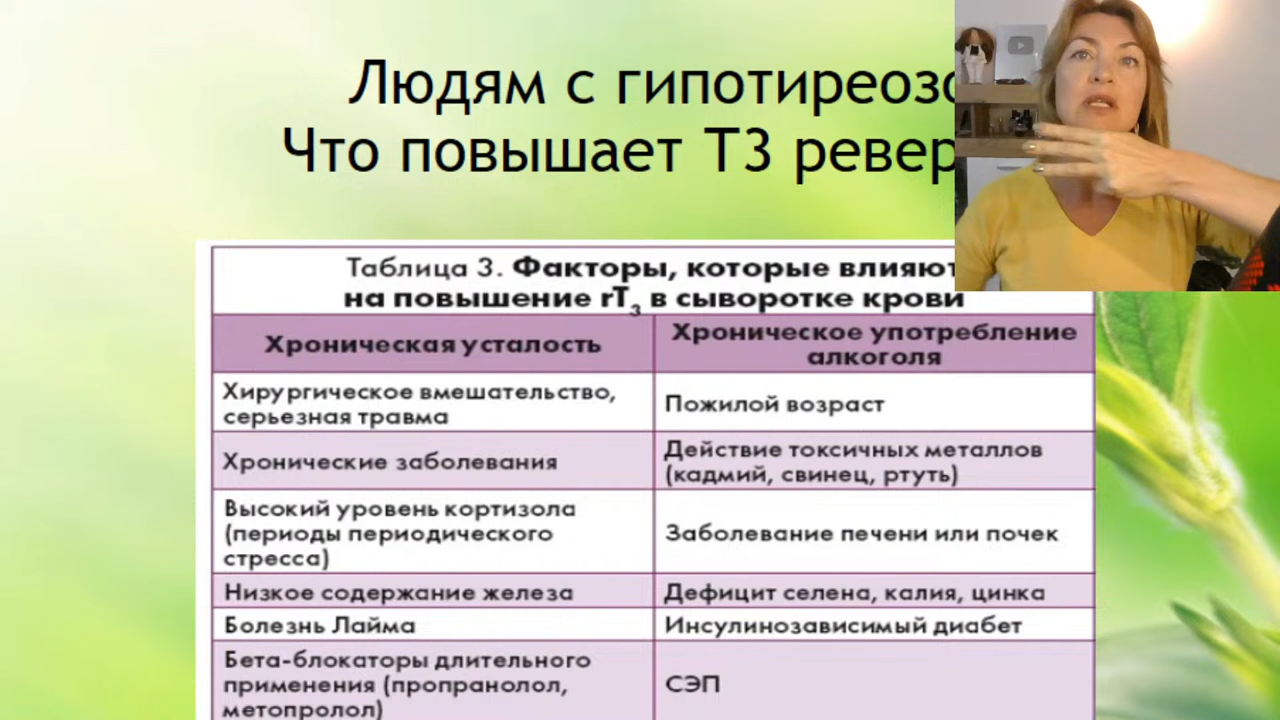 Людям с гипотиреозо
Что повышает Т3 ревер
Таблица 3. Факторы, которые влияют
на повышение rT3 в сыворотке крови
Хроническая усталость
Хроническое употребление
алкоголя
Хирургическое вмешательство,
серьезная травма
Пожилой возраст
Хронические заболевания
Действие токсичных металлов
(кадмий, свинец, ртуть)
Высокий уровень кортизола
(периоды периодического
стресса)
Заболевание печени или почек
Низкое содержание железа
Дефицит селена, калия, цинка
Болезнь Лайма
Инсулинозависимый диабет
Бета-блокаторы длительного
применения (пропранолол,
метопролол)
СЭП